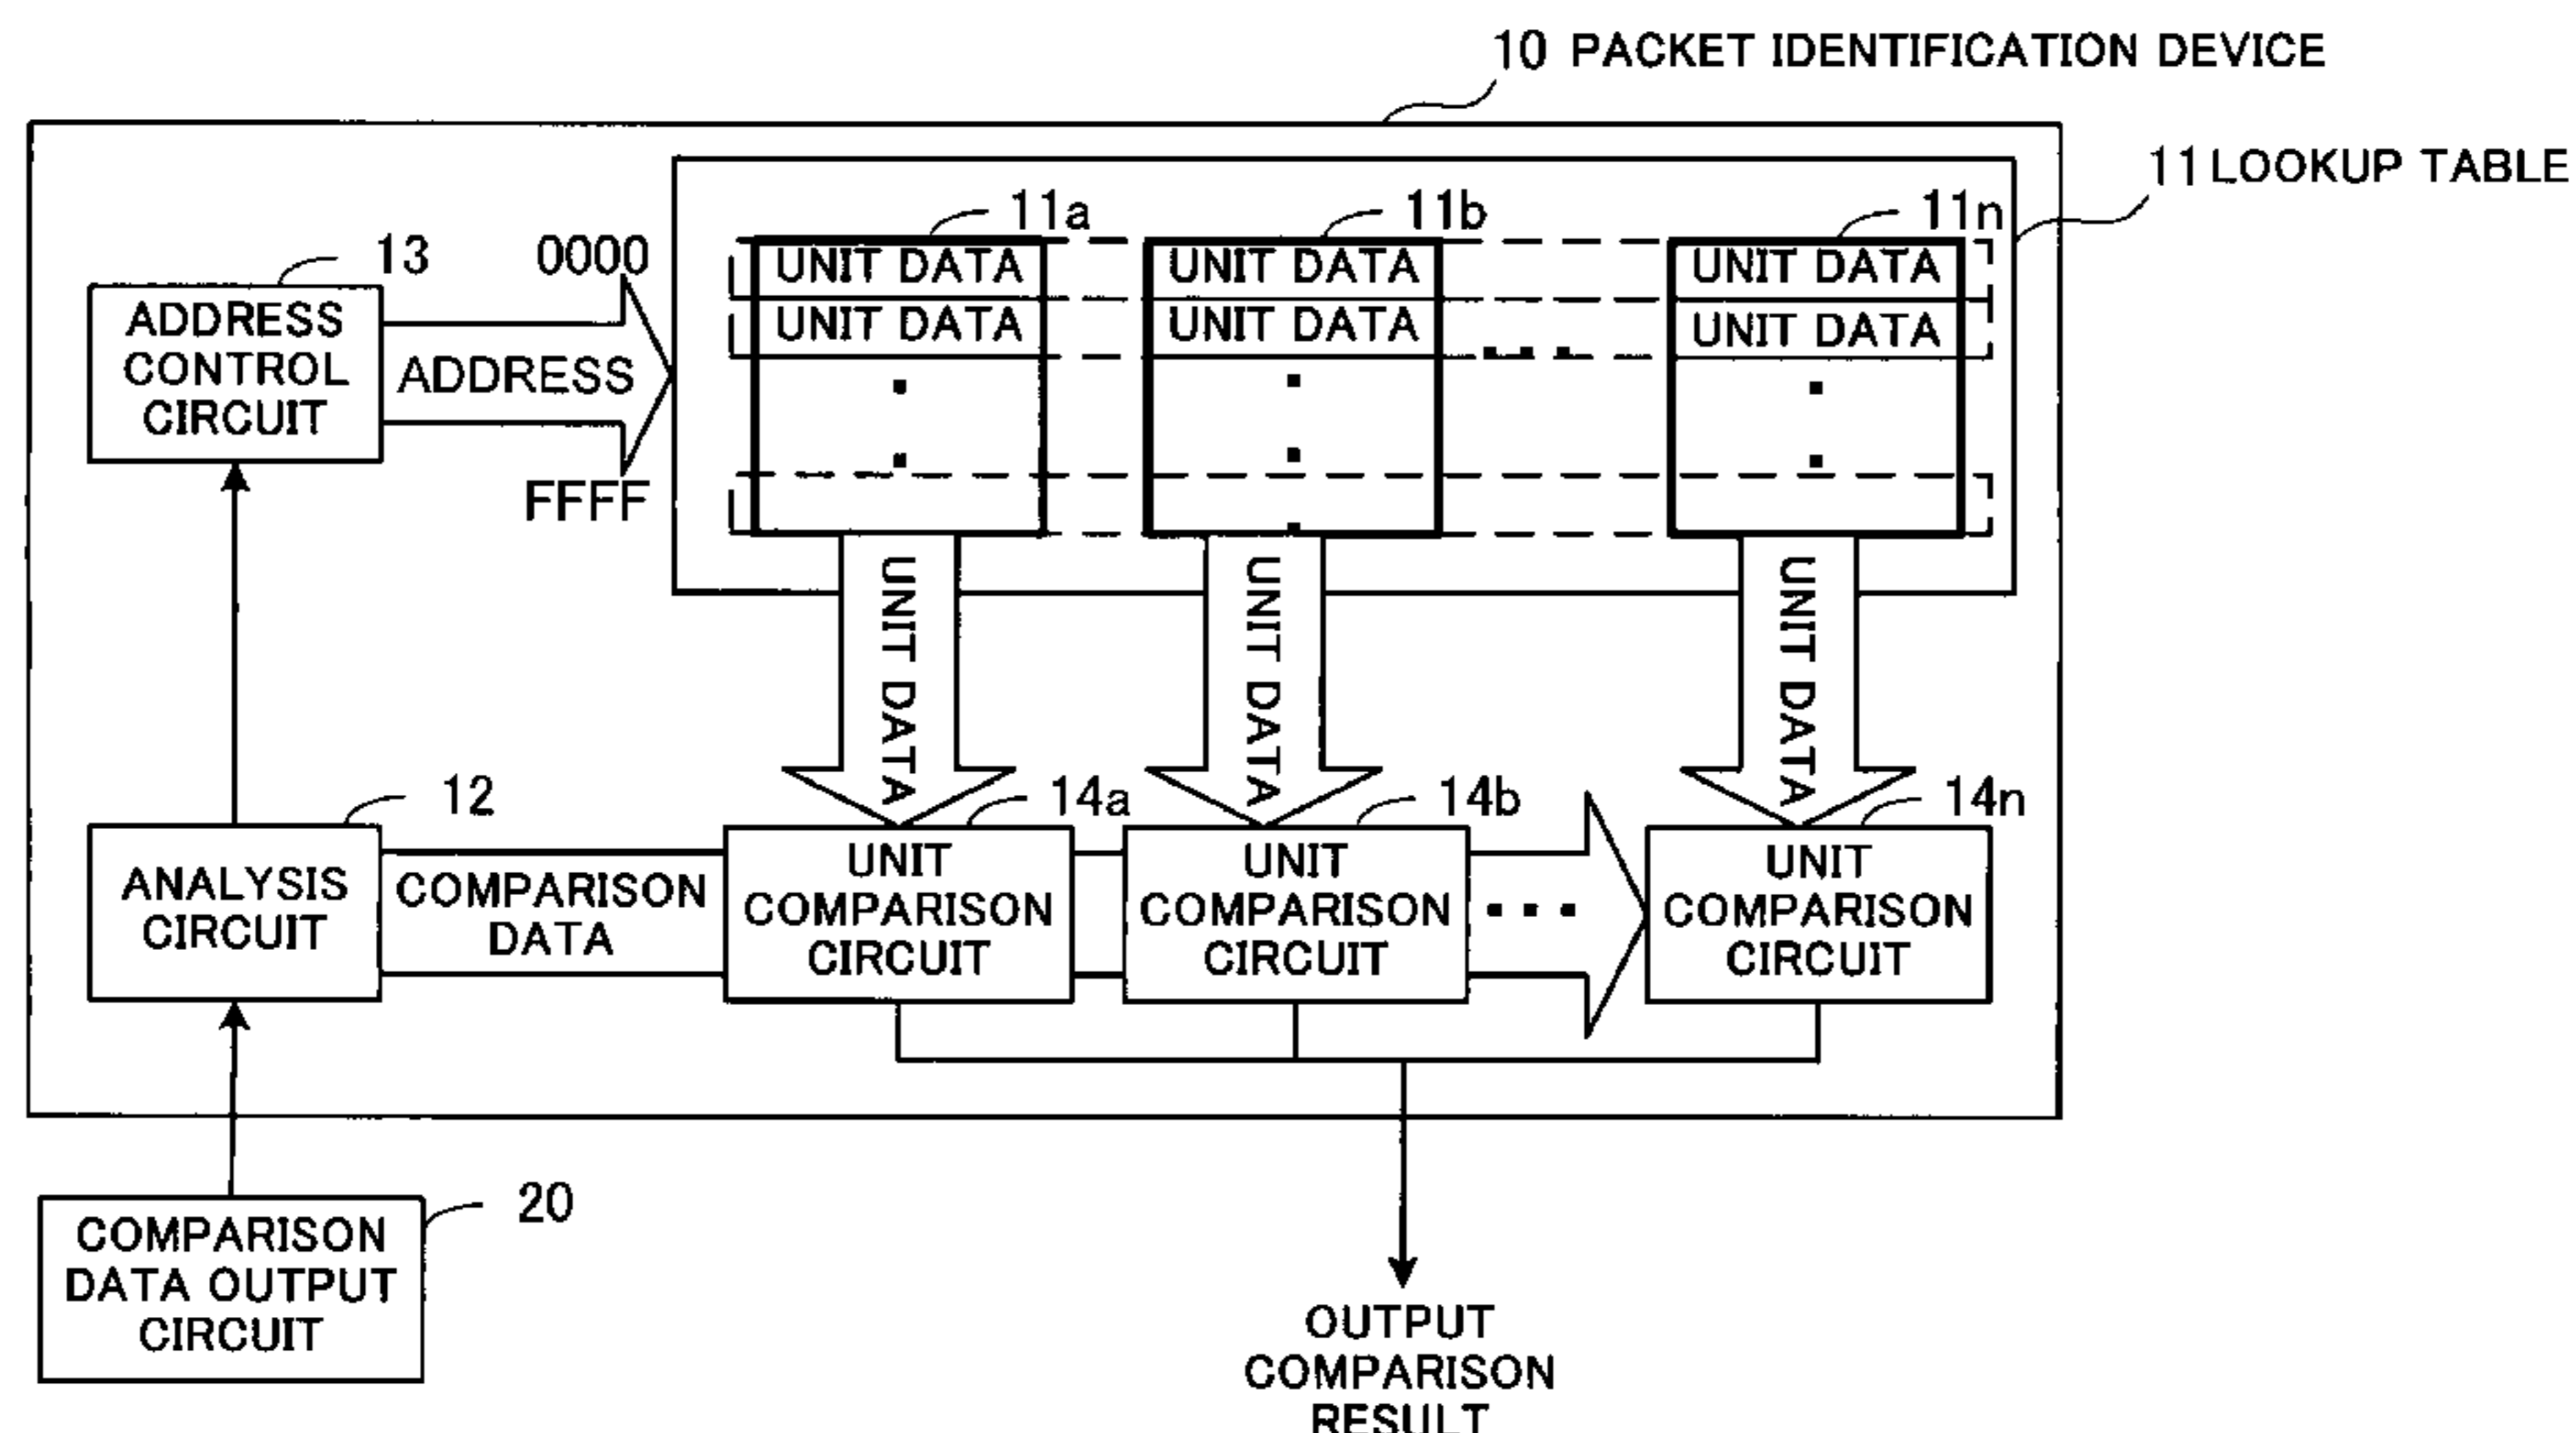 10 PACKET IDENTIFICATION DEVICE
11 LOOKUP TABLE
11a
11b
11n
13
0000
ADDRESS
CONTROL
CIRCUIT
ADDRESS
FFFF
UNIT DATA
UNIT DATA
UNIT DATA
UNIT DATA
UNIT DATA
UNIT DATA
UNIT DATA
UNIT DATA
UNIT DATA
12
14a
14b
14n
ANALYSIS
CIRCUIT
COMPARISON
DATA
UNIT
COMPARISON
CIRCUIT
UNIT
COMPARISON
CIRCUIT
UNIT
COMPARISON
CIRCUIT
20
COMPARISON
DATA OUTPUT
CIRCUIT
OUTPUT
COMPARISON
RESULT